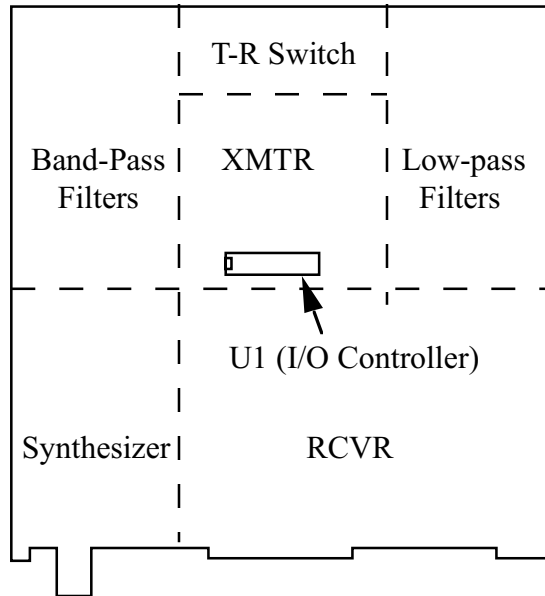 T-R Switch
Band-Pass
Filters
XMTR
Low-pass
Filters
U1 (I/O Controller)
Synthesizer
RCVR